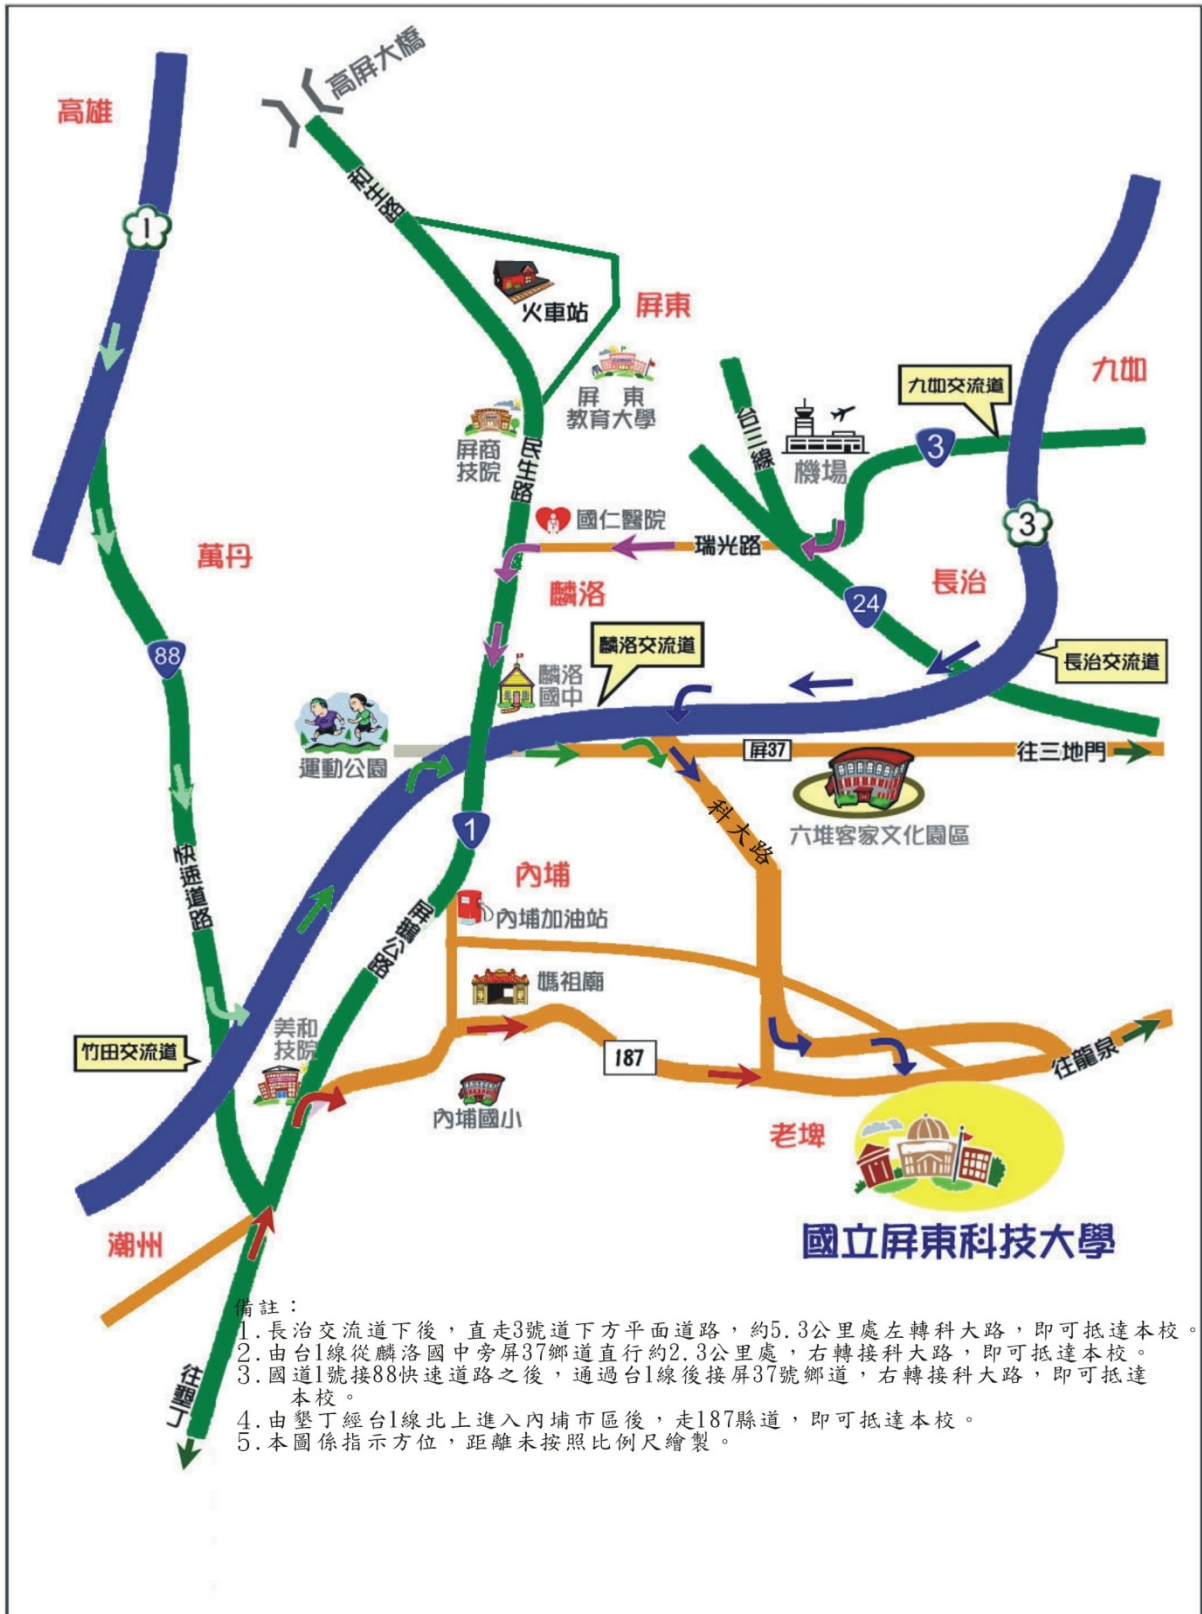 高屏大橋
高雄
1
和生路
火車站
屏東
屏東
教育大學
屏商
技院
民生路
九如
九如交流道
台三線
機場
3
3
國仁醫院
瑞光路
萬丹
麟洛
24
長治
88
麟洛交流道
長治交流道
麟洛
國中
運動公園
屏37
往三地門
科大路
六堆客家文化園區
1
快速道路
內埔
內埔加油站
屏鵝公路
媽祖廟
美和
技院
竹田交流道
187
往龍泉
內埔國小
老埤
國立屏東科技大學
潮州
往墾丁
備註：
1.長治交流道下後，直走3號道下方平面道路，約5.3公里處左轉科大路，即可抵達本校。
2.由台1線從麟洛國中旁屏37鄉道直行約2.3公里處，右轉接科大路，即可抵達本校。
3.國道1號接88快速道路之後，通過台1線後接屏37號鄉道，右轉接科大路，即可抵達
本校。
4.由墾丁經台1線北上進入內埔市區後，走187縣道，即可抵達本校。
5.本圖係指示方位，距離未按照比例尺繪製。